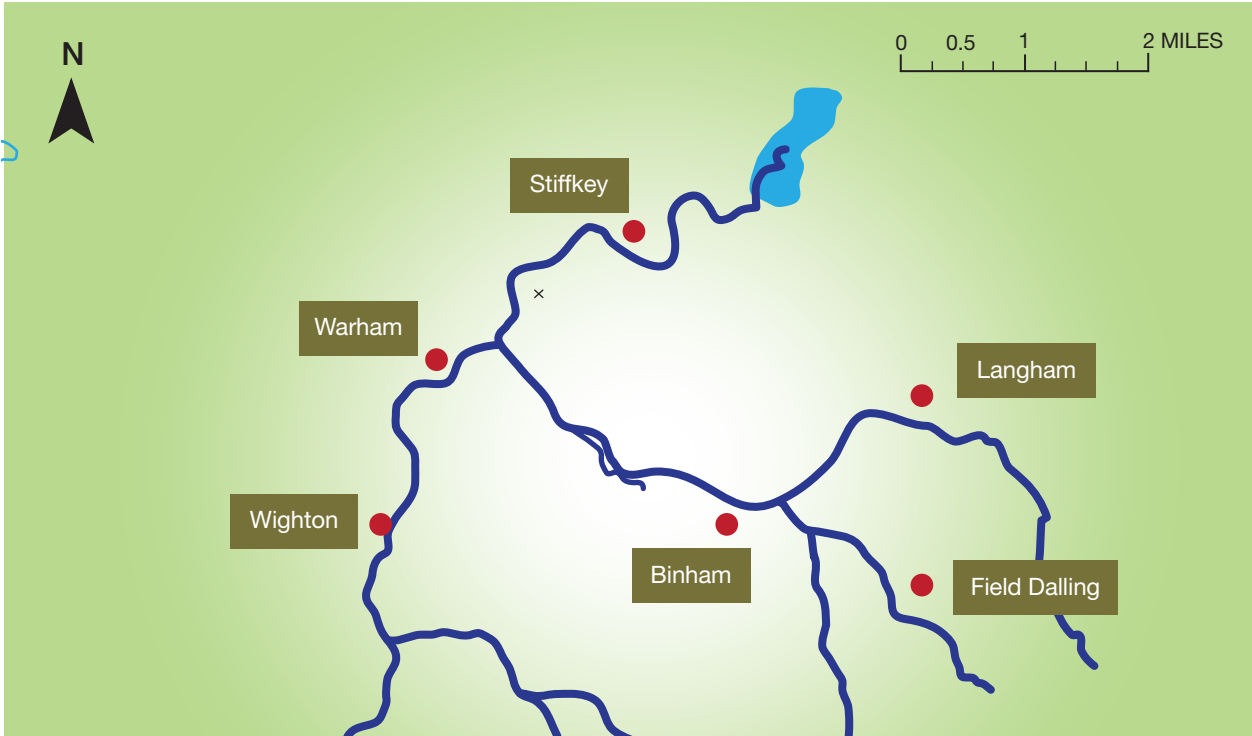 N
0 0.5 1 2 MILES
Stiffkey
Warham
Langham
Wighton
Binham
Field Dalling